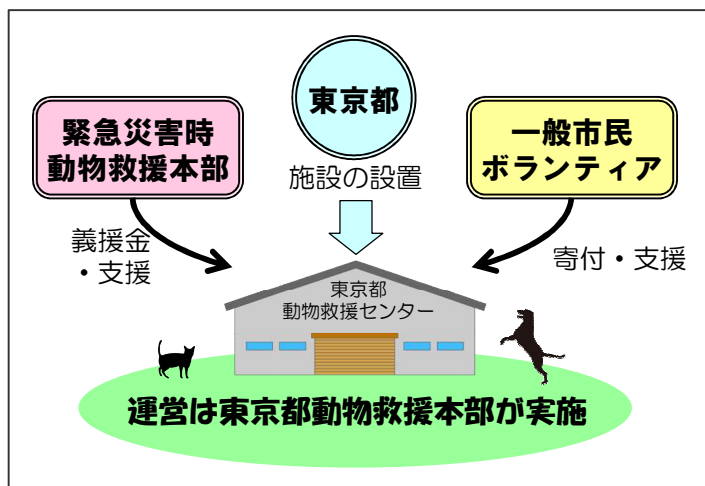 東京都
緊急災害時
動物救援本部
一般市民
ボランティア
施設の設置
義援金
・支援
寄付・支援
東京都
動物救援センター
運営は東京都動物救援本部が実施